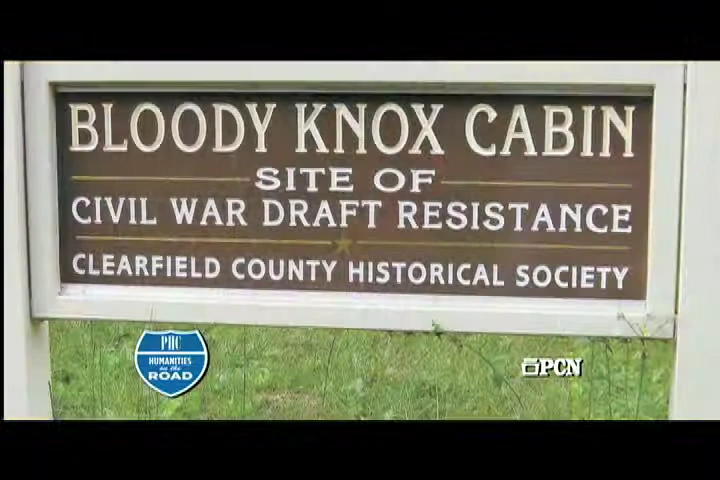 BLOODY KNOX CABIN
SITE OF
CIVIL WAR DRAFT RESISTANCE
CLEARFIELD COUNTY HISTORICAL SOCIETY
PHC
HUMANITIES
on the
ROAD
PCN